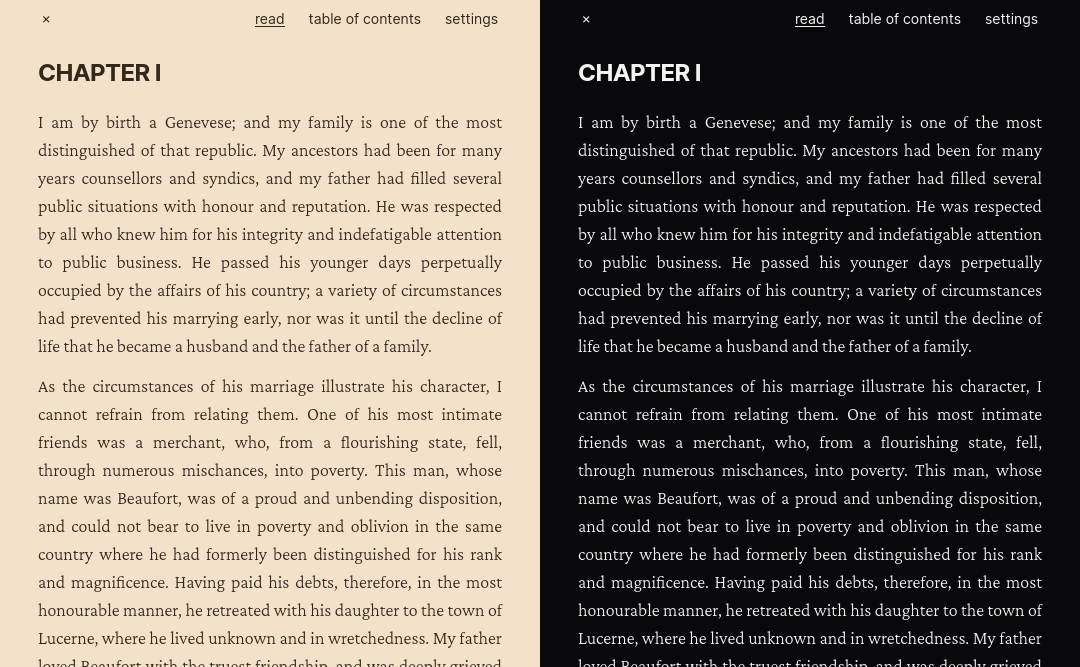 × read table of contents settings
CHAPTER I
I am by birth a Genevese; and my family is one of the most
distinguished of that republic. My ancestors had been for many
years counsellors and syndics, and my father had filled several
public situations with honour and reputation. He was respected
by all who knew him for his integrity and indefatigable attention
to public business. He passed his younger days perpetually
occupied by the affairs of his country; a variety of circumstances
had prevented his marrying early, nor was it until the decline of
life that he became a husband and the father of a family.
As the circumstances of his marriage illustrate his character, I
cannot refrain from relating them. One of his most intimate
friends was a merchant, who, from a flourishing state, fell,
through numerous mischances, into poverty. This man, whose
name was Beaufort, was of a proud and unbending disposition,
and could not bear to live in poverty and oblivion in the same
country where he had formerly been distinguished for his rank
and magnificence. Having paid his debts, therefore, in the most
honourable manner, he retreated with his daughter to the town of
Lucerne, where he lived unknown and in wretchedness. My father
loved Beaufort with the truest friendship, and was deeply grieved
× read table of contents settings
CHAPTER I
I am by birth a Genevese; and my family is one of the most
distinguished of that republic. My ancestors had been for many
years counsellors and syndics, and my father had filled several
public situations with honour and reputation. He was respected
by all who knew him for his integrity and indefatigable attention
to public business. He passed his younger days perpetually
occupied by the affairs of his country; a variety of circumstances
had prevented his marrying early, nor was it until the decline of
life that he became a husband and the father of a family.
As the circumstances of his marriage illustrate his character, I
cannot refrain from relating them. One of his most intimate
friends was a merchant, who, from a flourishing state, fell,
through numerous mischances, into poverty. This man, whose
name was Beaufort, was of a proud and unbending disposition,
and could not bear to live in poverty and oblivion in the same
country where he had formerly been distinguished for his rank
and magnificence. Having paid his debts, therefore, in the most
honourable manner, he retreated with his daughter to the town of
Lucerne, where he lived unknown and in wretchedness. My father
loved Beaufort with the truest friendship, and was deeply grieved